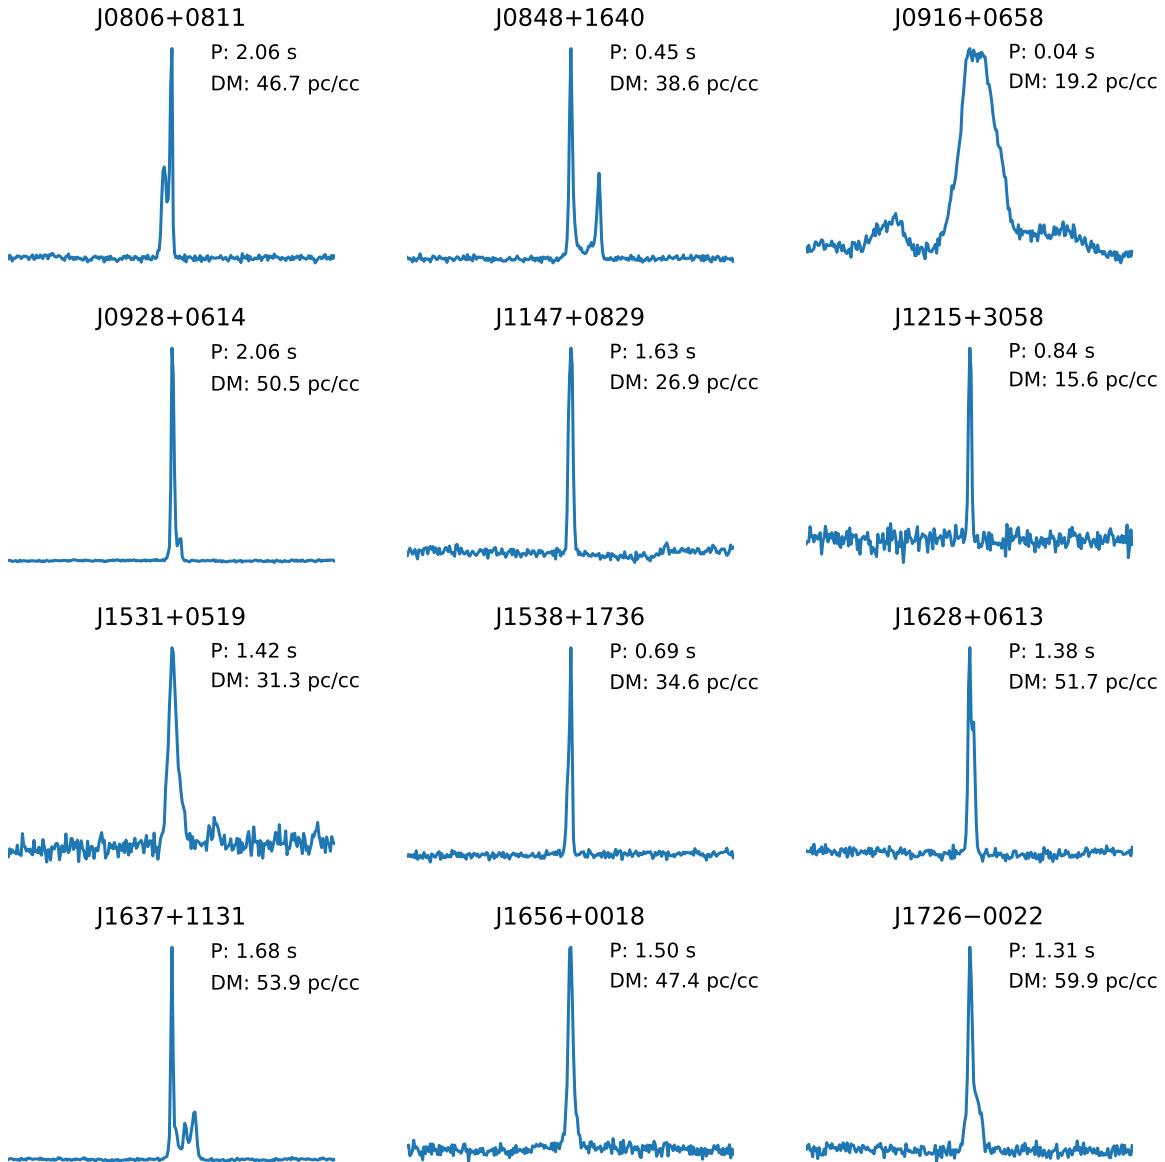 J0806+0811
P: 2.06 s
DM: 46.7 pc/cc
J0848+1640
P: 0.45 s
DM: 38.6 pc/cc
J0916+0658
P: 0.04 s
DM: 19.2 pc/cc
J0928+0614
P: 2.06 s
DM: 50.5 pc/cc
J1147+0829
P: 1.63 s
DM: 26.9 pc/cc
J1215+3058
P: 0.84 s
DM: 15.6 pc/cc
J1531+0519
P: 1.42 s
DM: 31.3 pc/cc
J1538+1736
P: 0.69 s
DM: 34.6 pc/cc
J1628+0613
P: 1.38 s
DM: 51.7 pc/cc
J1637+1131
P: 1.68 s
DM: 53.9 pc/cc
J1656+0018
P: 1.50 s
DM: 47.4 pc/cc
J1726−0022
P: 1.31 s
DM: 59.9 pc/cc